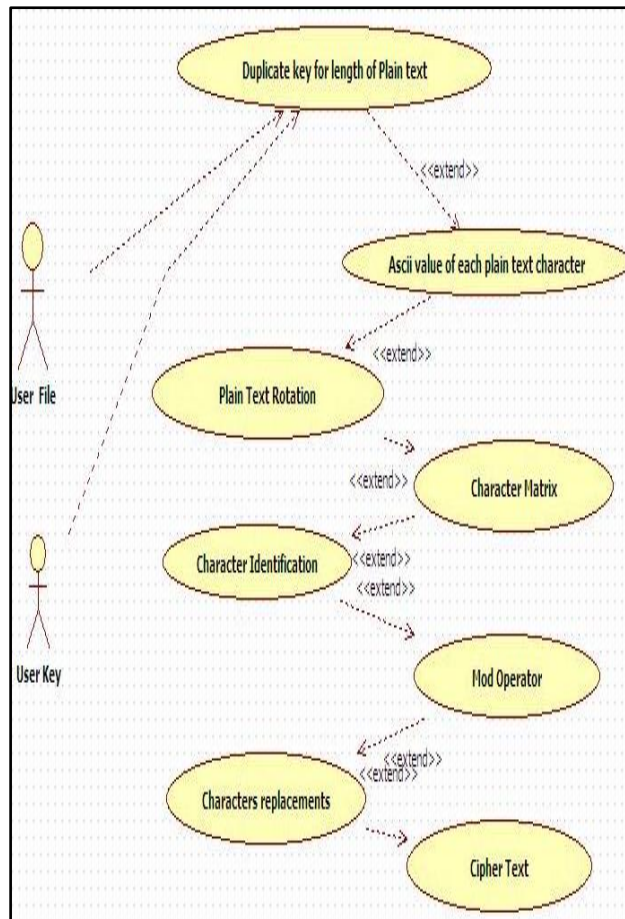 Duplicate key for length of Plain text
<<extend>>
Ascii value of each plain text character
User File
<<extend>>
Plain Text Rotation
<<extend>>
Character Matrix
Character Identification
<<extend>>
<<extend>>
User Key
Mod Operator
<<extend>>
<<extend>>
Characters replacements
Cipher Text